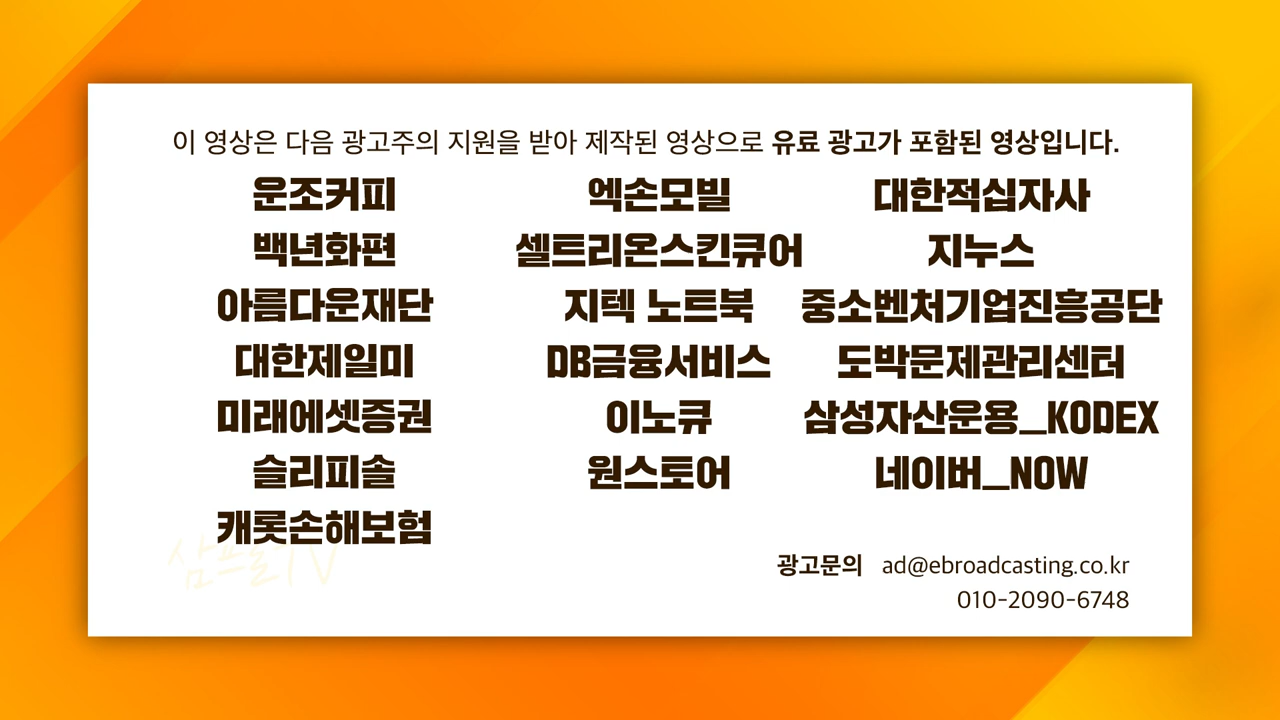 이 영상은 다음 광고주의 지원을 받아 제작된 영상으로 유료 광고가 포함된 영상입니다.
운조커피 엑손모빌 대한적십자사
백년화편 셀트리온스킨큐어 지누스
아름다운재단 지텍 노트북 중소벤처기업진흥공단
대한제일미 DB금융서비스 도박문제관리센터
미래에셋증권 이노큐 삼성자산운용_KODEX
슬리피솔 원스토어 네이버_NOW
캐롯손해보험
삼프로TV
광고문의 ad@ebroadcasting.co.kr
010-2090-6748